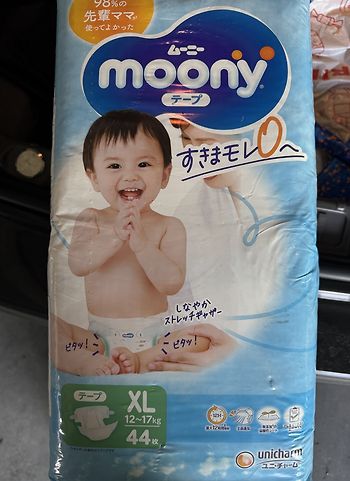 98%の
先輩ママが
使ってよかった
ムーニー
moony
テープ
すきまモレ0へ
しなやか
ストレッチギャザー
ピタッ!
ピタッ!
テープ
XL
12~17kg
44枚
unicharm
ユニ・チャーム